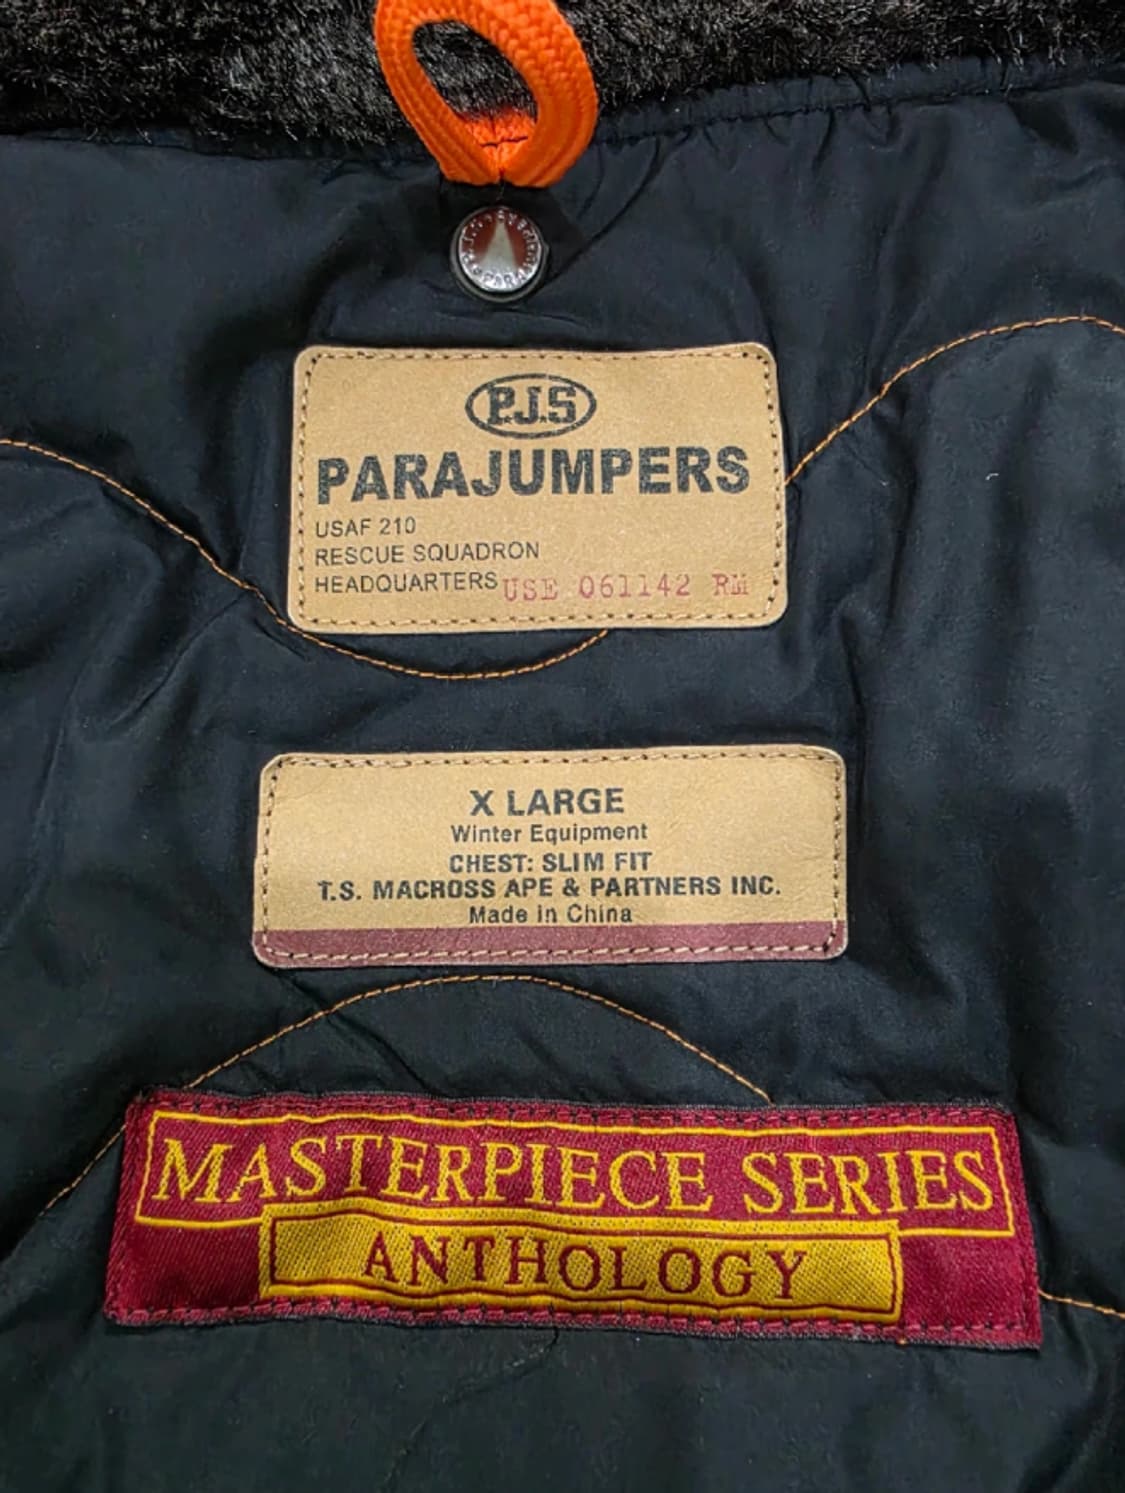 P.J.S
PARAJUMPERS
USAF 210
RESCUE SQUADRON
HEADQUARTERS USE 061142 RM
X LARGE
Winter Equipment
CHEST: SLIM FIT
T.S. MACROSS APE & PARTNERS INC.
Made in China
MASTERPIECE SERIES
ANTHOLOGY